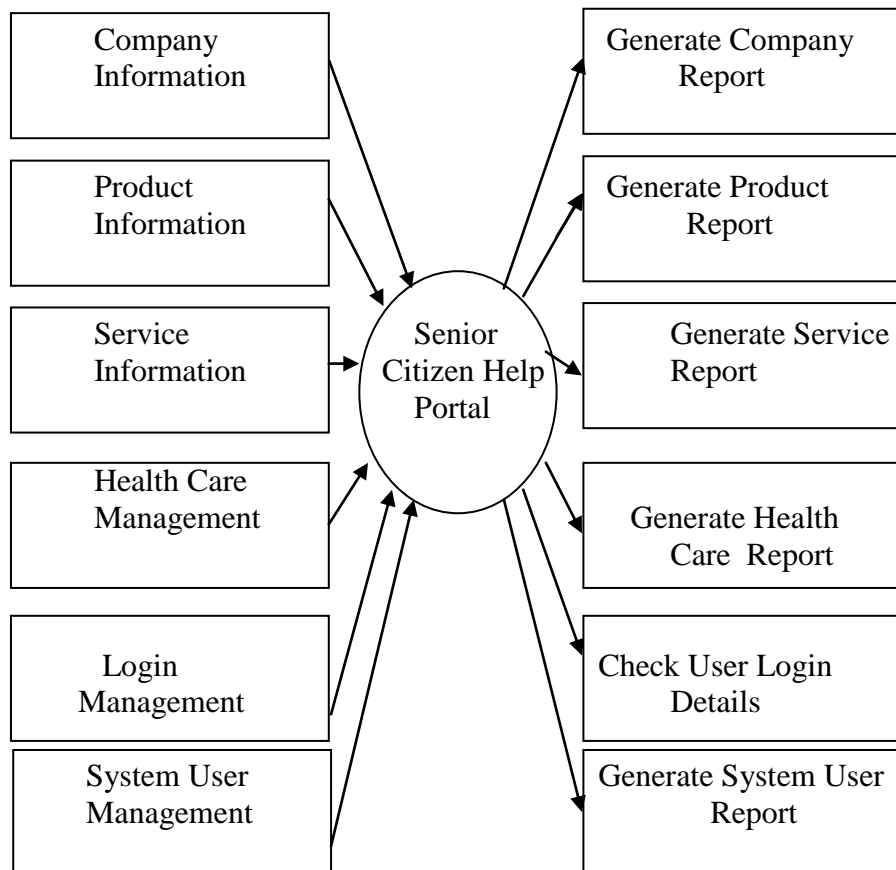 Company
Information
Product
Information
Service
Information
Health Care
Management
Login
Management
System User
Management
Senior
Citizen Help
Portal
Generate Company
Report
Generate Product
Report
Generate Service
Report
Generate Health
Care Report
Check User Login
Details
Generate System User
Report